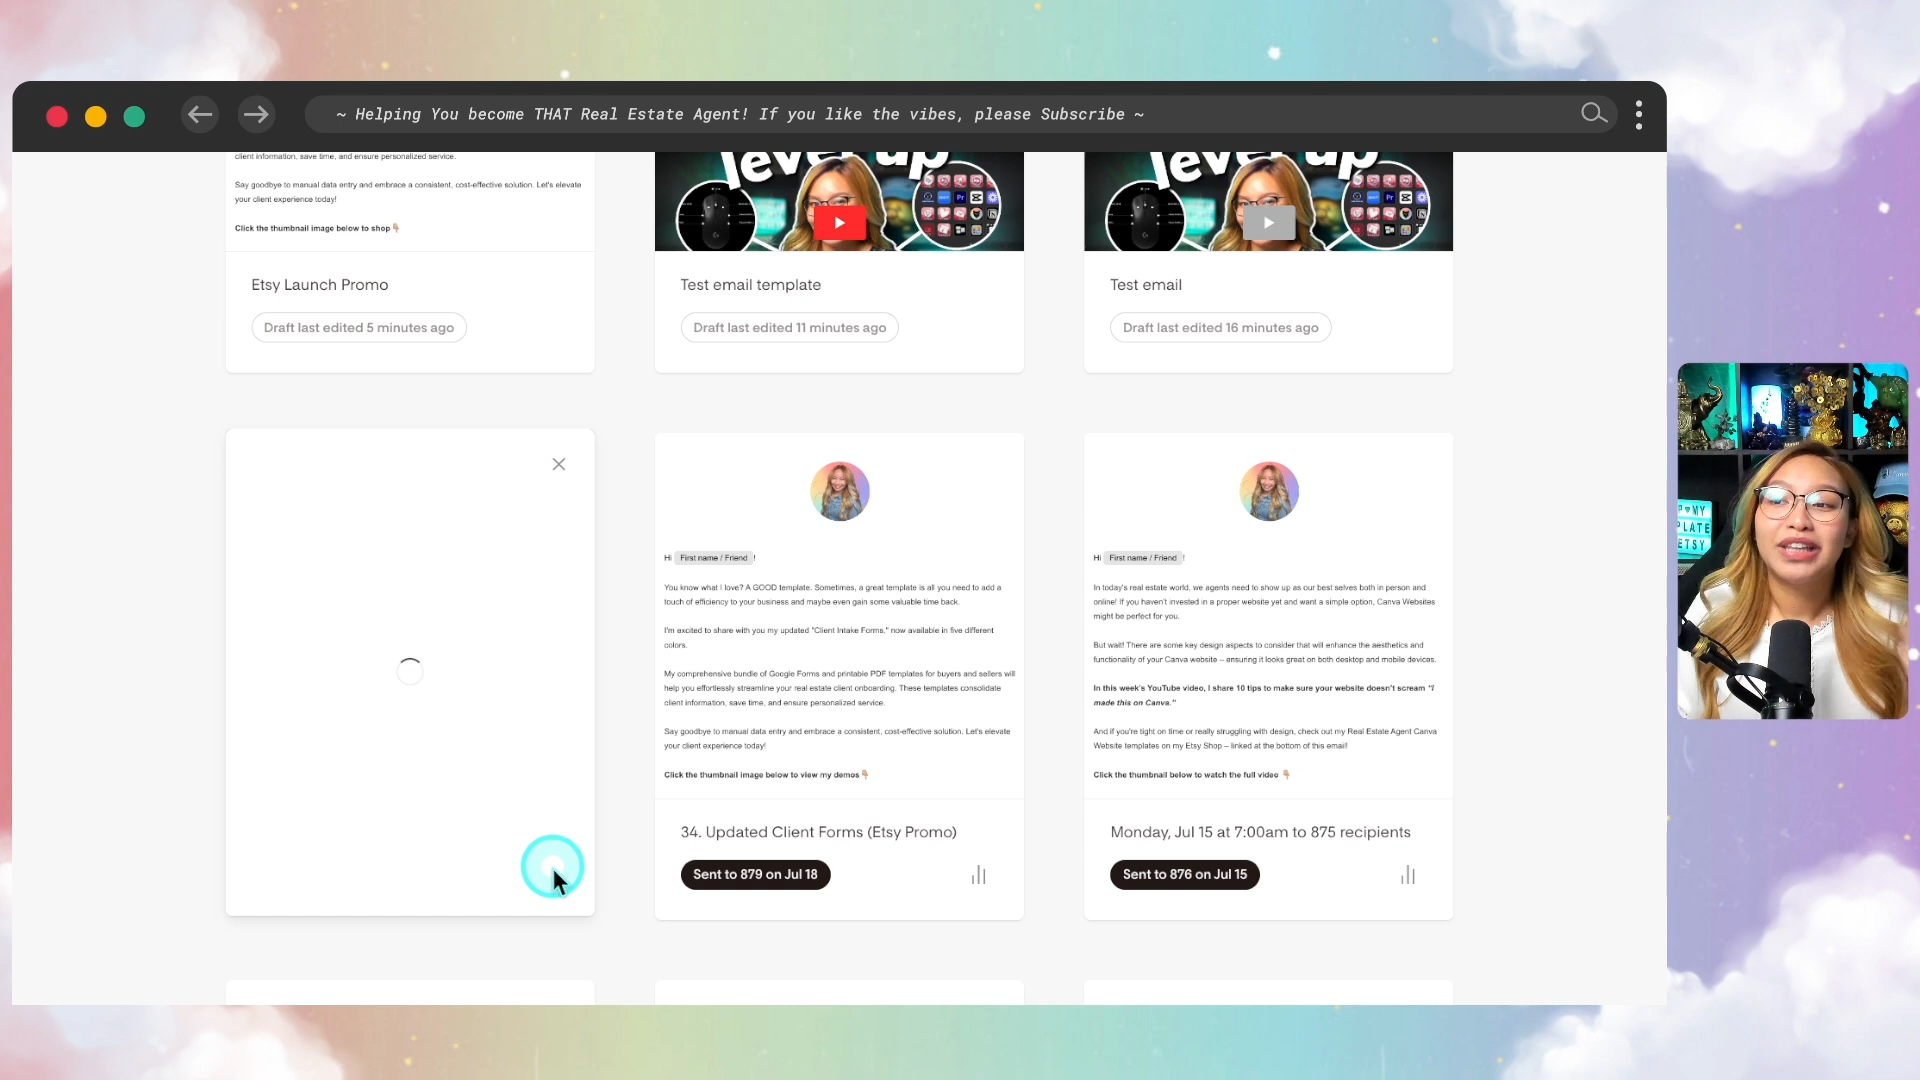 ~ Helping You become THAT Real Estate Agent! If you like the vibes, please Subscribe ~
client information, save time, and ensure personalized service.
Say goodbye to manual data entry and embrace a consistent, cost-effective solution. Let's elevate
your client experience today!
Click the thumbnail image below to shop👇🏼
level up
level up
Pr
Pr
Etsy Launch Promo
Test email template
Test email
Draft last edited 5 minutes ago
Draft last edited 11 minutes ago
Draft last edited 16 minutes ago
Hi First name / Friend !
You know what I love? A GOOD template. Sometimes, a great template is all you need to add a
touch of efficiency to your business and maybe even gain some valuable time back.
I'm excited to share with you my updated "Client Intake Forms," now available in five different
colors.
My comprehensive bundle of Google Forms and printable PDF templates for buyers and sellers will
help you effortlessly streamline your real estate client onboarding. These templates consolidate
client information, save time, and ensure personalized service.
Say goodbye to manual data entry and embrace a consistent, cost-effective solution. Let's elevate
your client experience today!
Click the thumbnail image below to view my demos👇🏼
34. Updated Client Forms (Etsy Promo)
Sent to 879 on Jul 18
Hi First name / Friend !
In today's real estate world, we agents need to show up as our best selves both in person and
online! If you haven't invested in a proper website yet and want a simple option, Canva Websites
might be perfect for you.
But wait! There are some key design aspects to consider that will enhance the aesthetics and
functionality of your Canva website – ensuring it looks great on both desktop and mobile devices.
In this week's YouTube video, I share 10 tips to make sure your website doesn't scream "I
made this on Canva."
And if you're tight on time or really struggling with design, check out my Real Estate Agent Canva
Website templates on my Etsy Shop – linked at the bottom of this email!
Click the thumbnail below to watch the full video 👇🏼
Monday, Jul 15 at 7:00am to 875 recipients
Sent to 876 on Jul 15
P♥MY
PLATE
ETSY